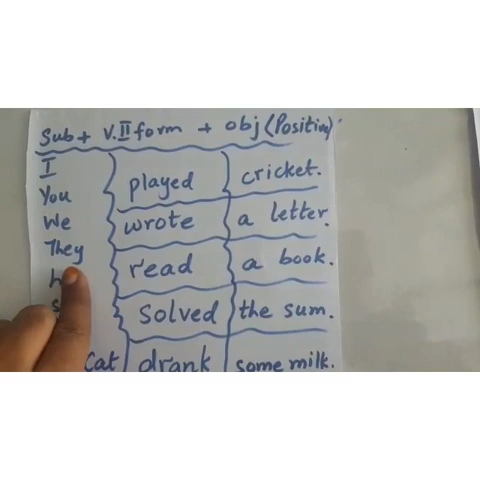 Sub + V.II form + obj (Positive)
I
You played cricket.
We wrote a letter.
They read a book.
solved the sum.
Cat drank some milk.